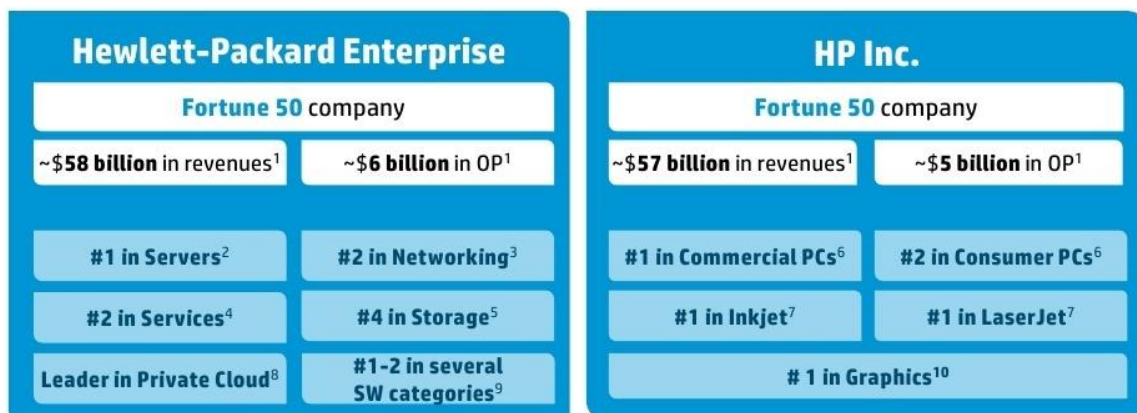 Hewlett-Packard Enterprise
Fortune 50 company
~$58 billion in revenues¹
~$6 billion in OP¹
#1 in Servers²
#2 in Networking³
#2 in Services⁴
#4 in Storage⁵
Leader in Private Cloud⁸
#1-2 in several
SW categories⁹
HP Inc.
Fortune 50 company
~$57 billion in revenues¹
~$5 billion in OP¹
#1 in Commercial PCs⁶
#2 in Consumer PCs⁶
#1 in Inkjet⁷
#1 in LaserJet⁷
# 1 in Graphics¹⁰